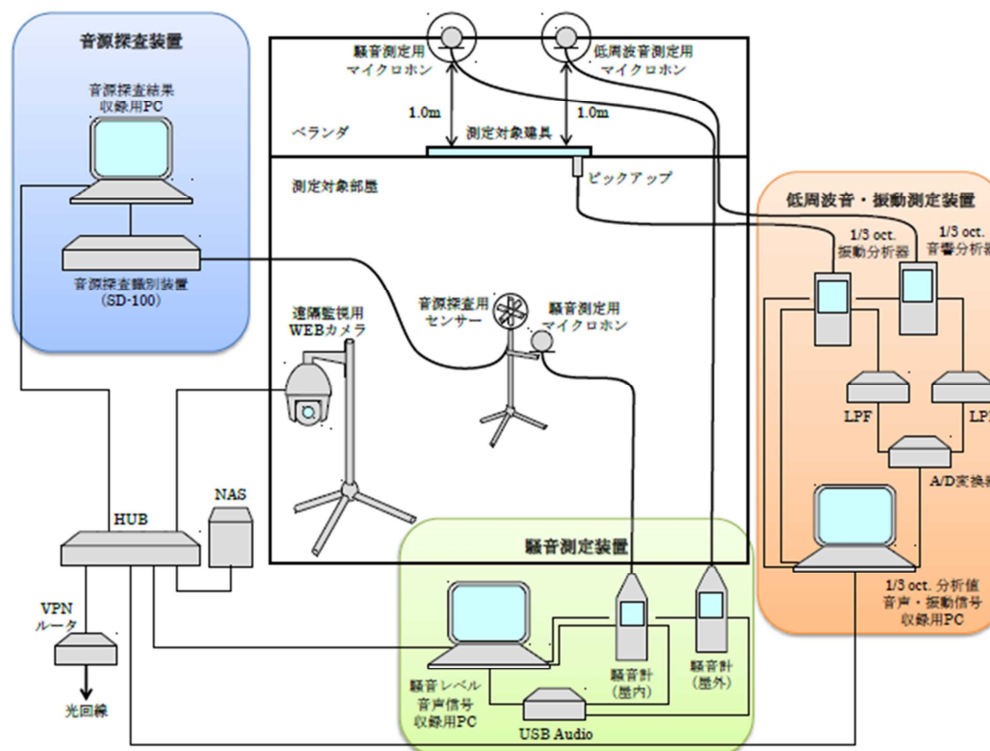 音源探査装置
音源探査結果
収録用PC
音源探査識別装置
(SD-100)
騒音測定用
マイクロホン
低周波音測定用
マイクロホン
1.0m
1.0m
ベランダ
測定対象建具
測定対象部屋
ピックアップ
低周波音・振動測定装置
1/3 oct.
振動分析器
1/3 oct.
音響分析器
遠隔監視用
WEBカメラ
音源探査用
センサー
騒音測定用
マイクロホン
LPF
LPF
A/D変換器
1/3 oct. 分析値
音声・振動信号
収録用PC
NAS
HUB
VPN
ルータ
光回線
騒音測定装置
騒音レベル
音声信号
収録用PC
USB Audio
騒音計
(屋内)
騒音計
(屋外)